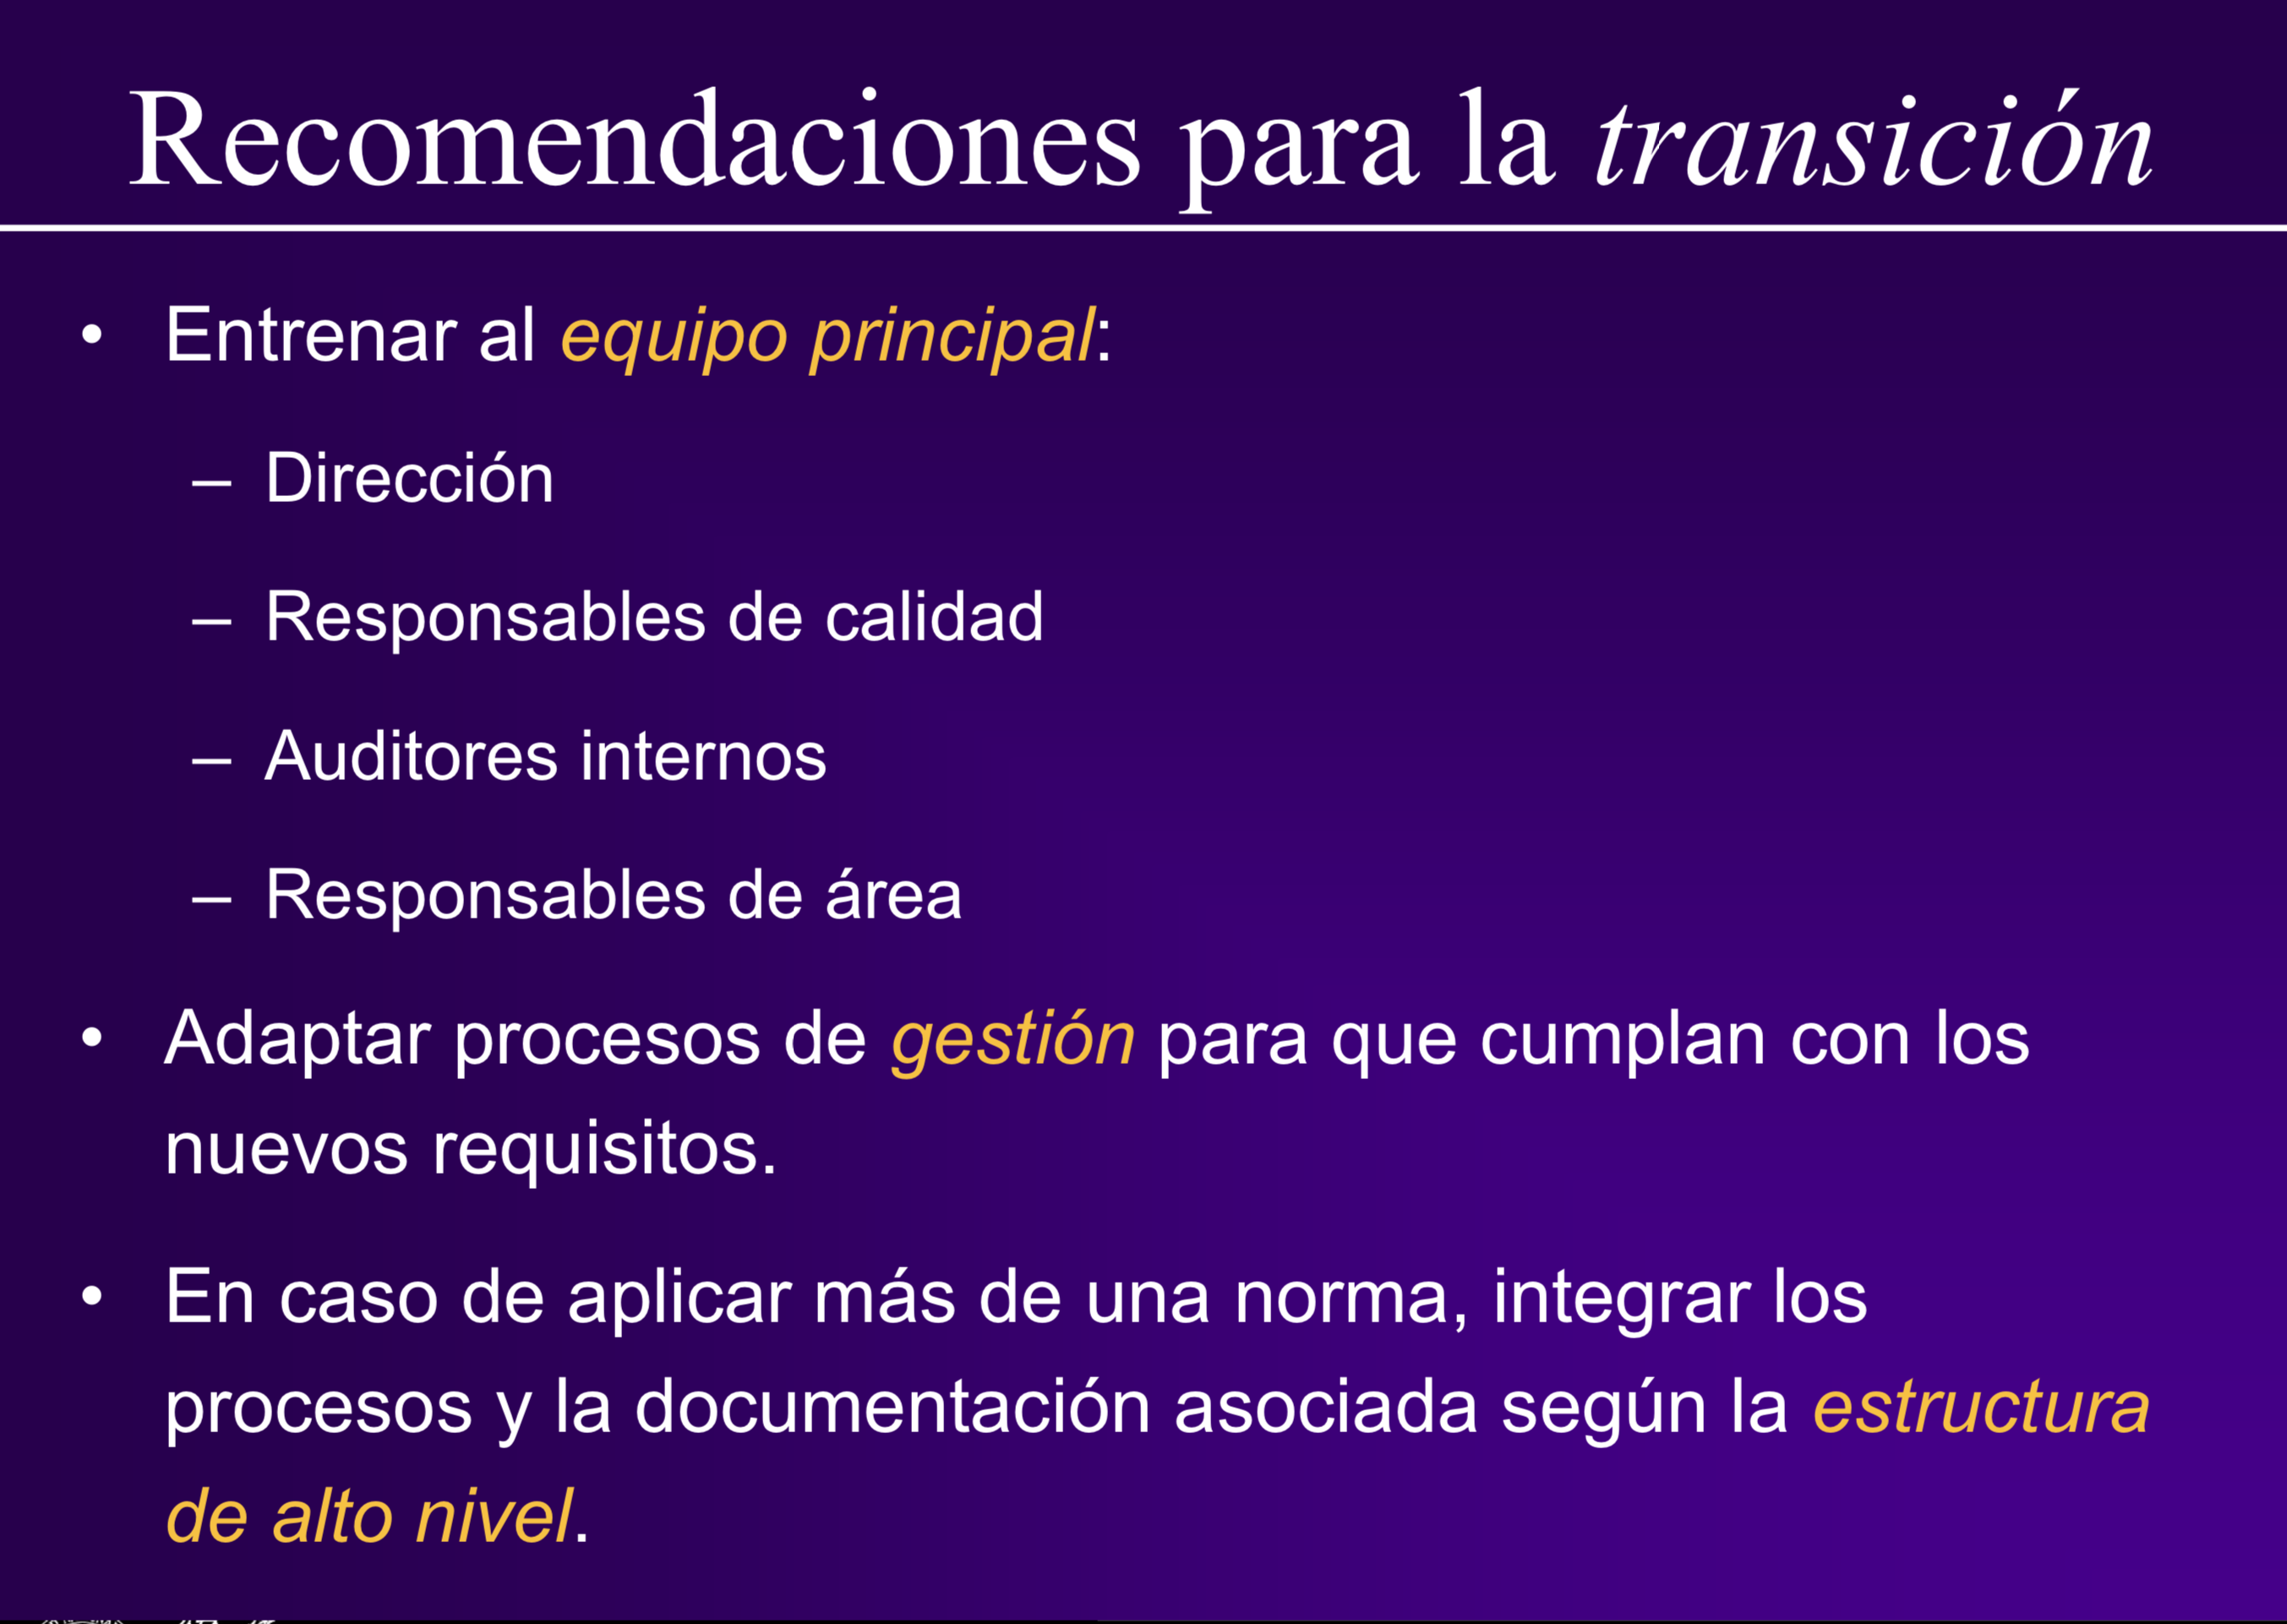 Recomendaciones para la transición
• Entrenar al equipo principal:
– Dirección
– Responsables de calidad
– Auditores internos
– Responsables de área
• Adaptar procesos de gestión para que cumplan con los
nuevos requisitos.
• En caso de aplicar más de una norma, integrar los
procesos y la documentación asociada según la estructura
de alto nivel.